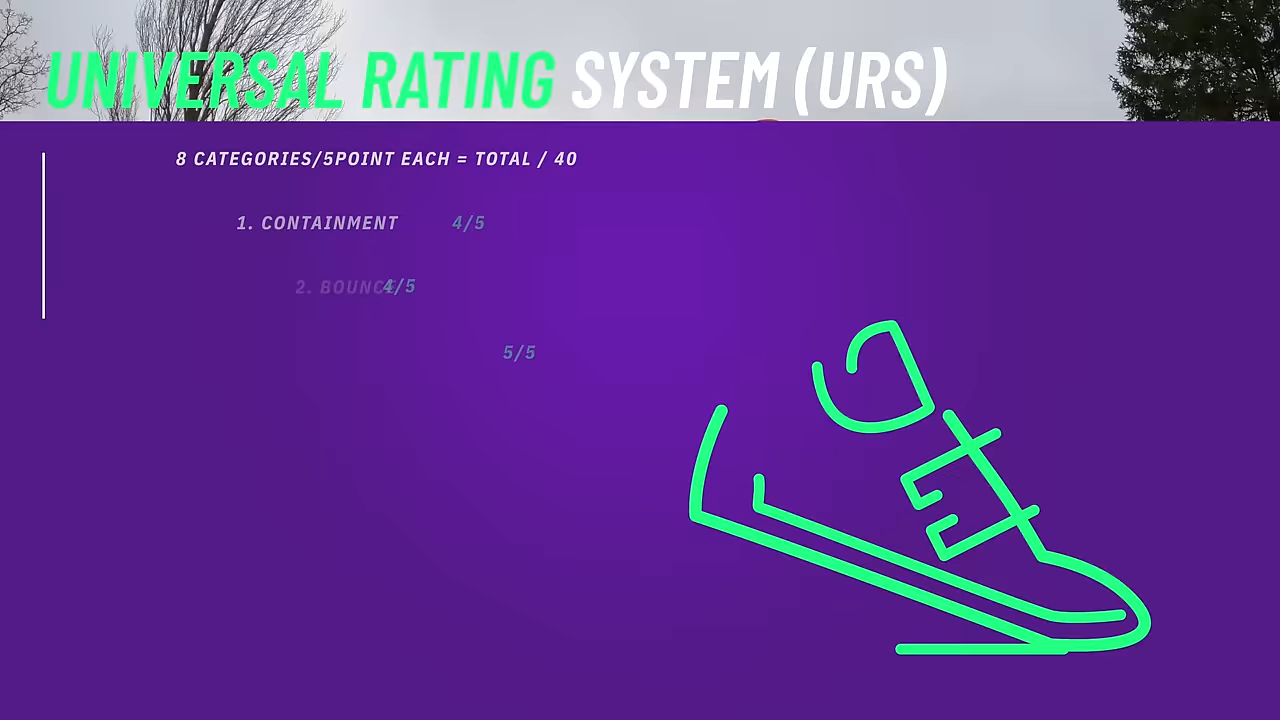 UNIVERSAL RATING SYSTEM (URS)
8 CATEGORIES/5POINT EACH = TOTAL / 40
1. CONTAINMENT 4/5
2. BOUNCE 4/5
5/5